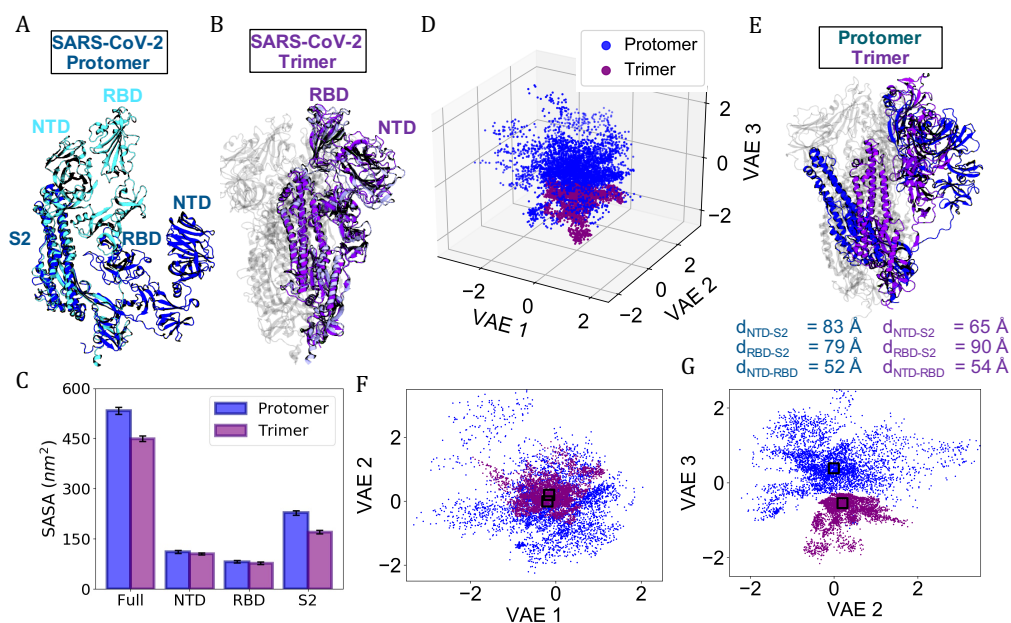 A
SARS-CoV-2
Protomer
RBD
NTD
NTD
S2
RBD
B
SARS-CoV-2
Trimer
RBD
NTD
D
Protomer
Trimer
2
0
−2
VAE 3
−2
0
2
VAE 1
−2
0
2
VAE 2
E
Protomer
Trimer
dNTD-S2 = 83 Å
dRBD-S2 = 79 Å
dNTD-RBD = 52 Å
dNTD-S2 = 65 Å
dRBD-S2 = 90 Å
dNTD-RBD = 54 Å
C
600
450
300
150
0
SASA (nm²)
Protomer
Trimer
Full NTD RBD S2
F
2
0
−2
VAE 2
−2 0 2
VAE 1
G
2
0
−2
VAE 3
−2 0 2
VAE 2